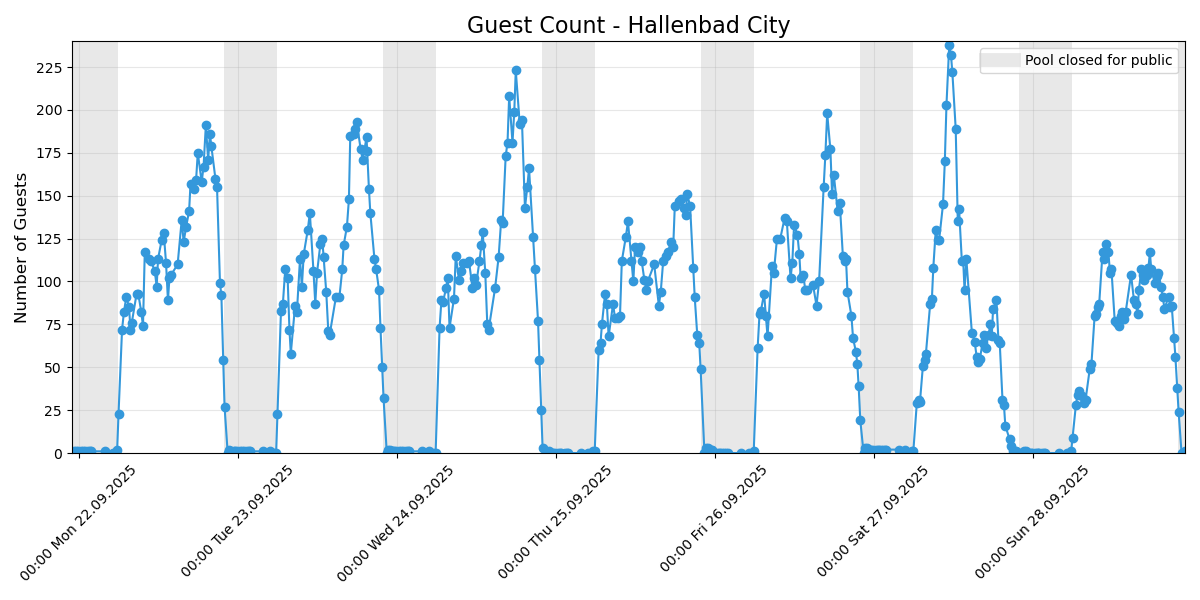 Guest Count - Hallenbad City
Pool closed for public
Number of Guests
225
200
175
150
125
100
75
50
25
0
00:00 Mon 22.09.2025
00:00 Tue 23.09.2025
00:00 Wed 24.09.2025
00:00 Thu 25.09.2025
00:00 Fri 26.09.2025
00:00 Sat 27.09.2025
00:00 Sun 28.09.2025